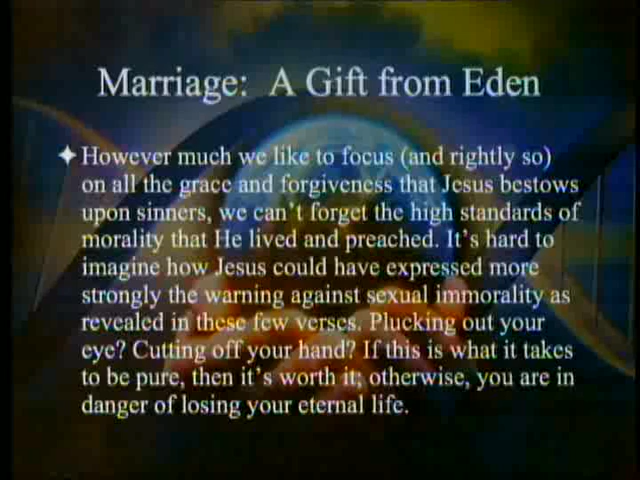 Marriage:  A Gift from Eden
However much we like to focus (and rightly so)
on all the grace and forgiveness that Jesus bestows
upon sinners, we can't forget the high standards of
morality that He lived and preached. It's hard to
imagine how Jesus could have expressed more
strongly the warning against sexual immorality as
revealed in these few verses. Plucking out your
eye? Cutting off your hand? If this is what it takes
to be pure, then it's worth it; otherwise, you are in
danger of losing your eternal life.